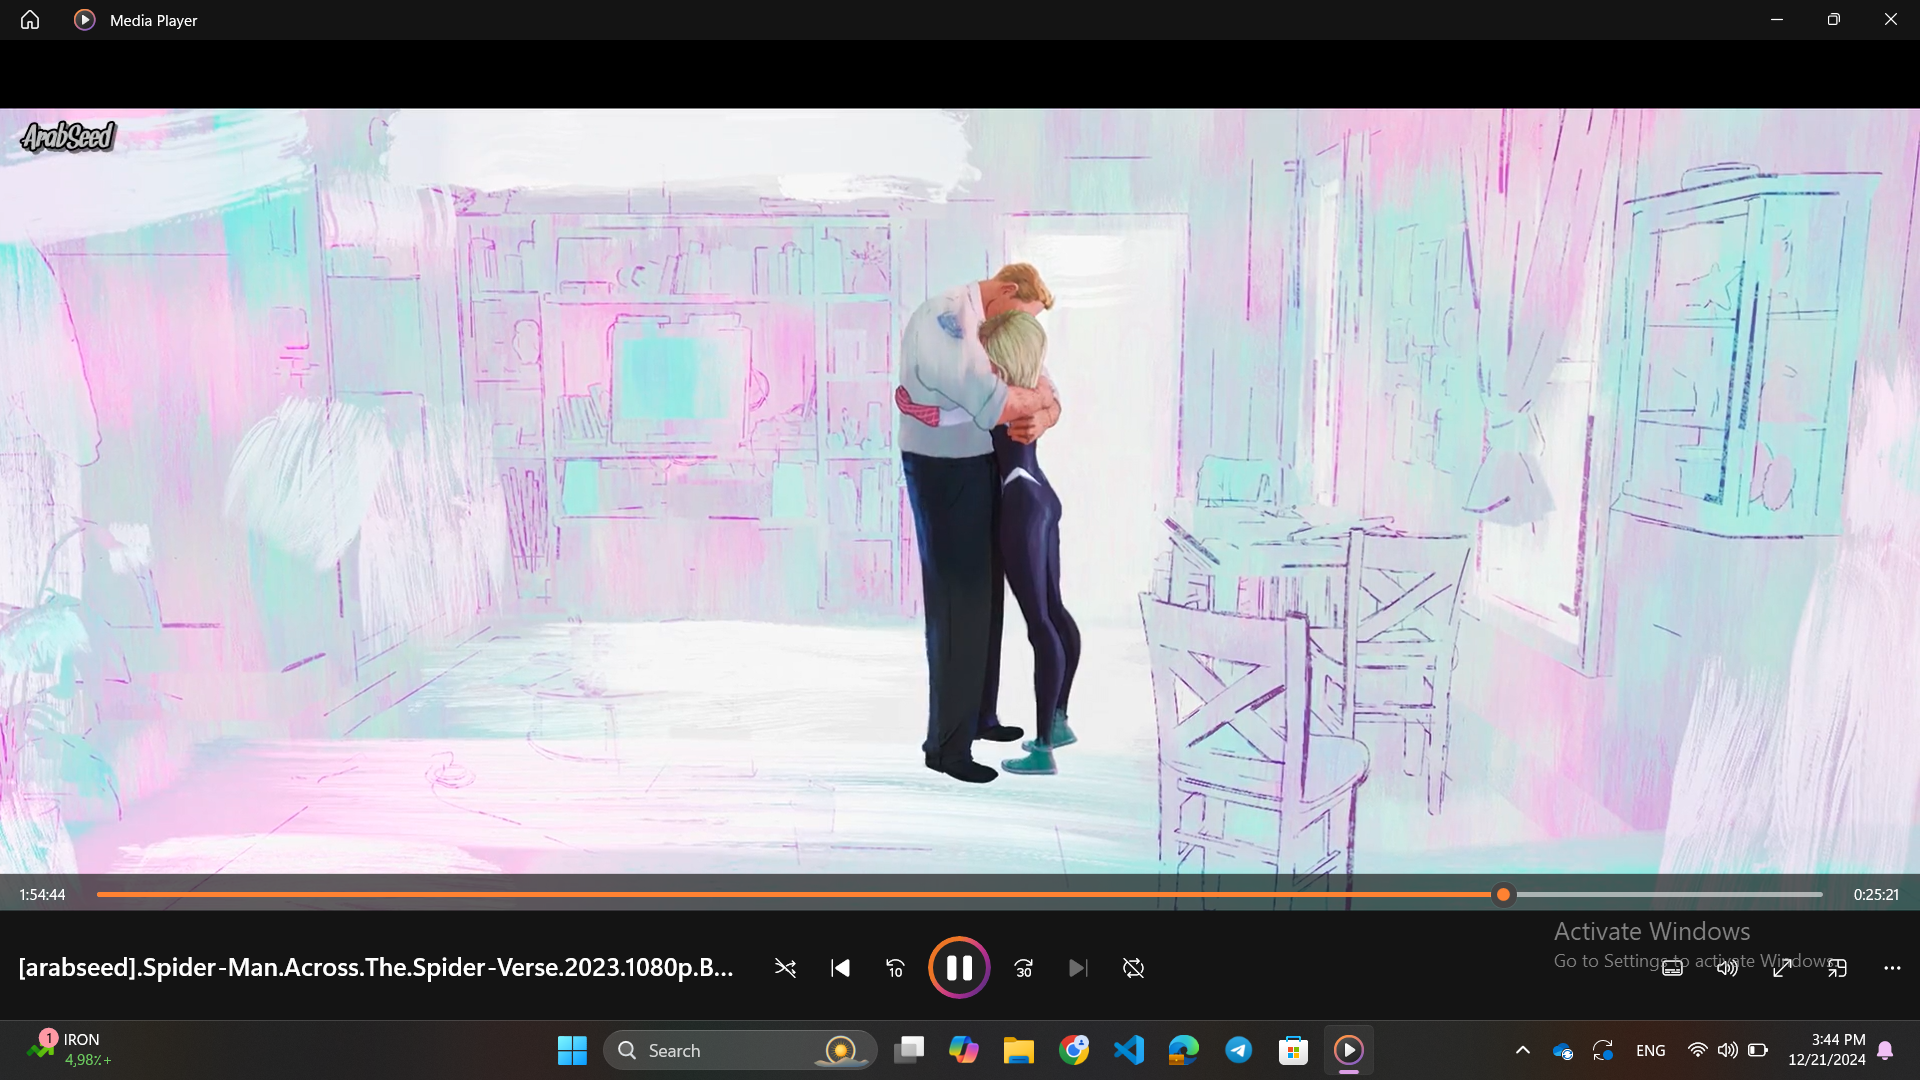 Media Player
ArabSeed
1:54:44
0:25:21
[arabseed].Spider-Man.Across.The.Spider-Verse.2023.1080p.B...
10
30
Activate Windows
Go to Settings to activate Windows.
1
IRON
4,98٪+
Search
ENG
3:44 PM
12/21/2024